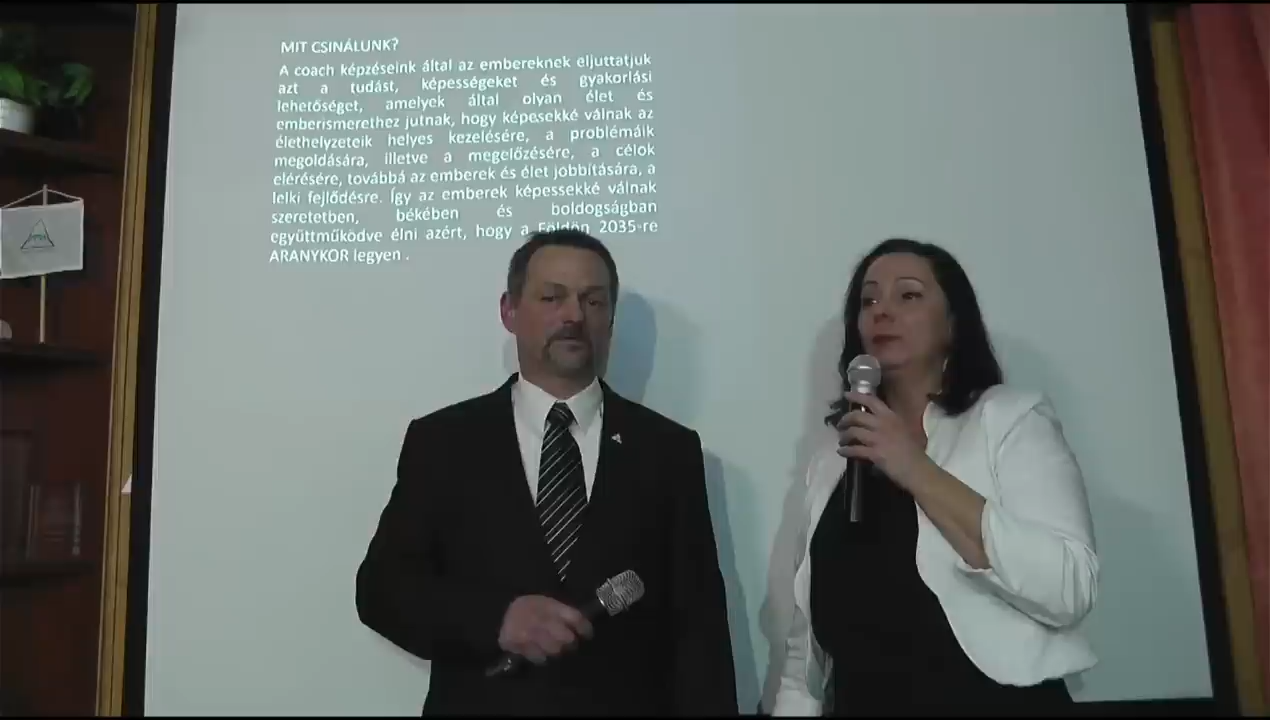 MIT CSINÁLUNK?
A coach képzéseink által az embereknek eljuttatjuk
azt a tudást, képességeket és gyakorlási
lehetőséget, amelyek által olyan élet és
emberismerethez jutnak, hogy képesekké válnak az
élethelyzeteik helyes kezelésére, a problémáik
megoldására, illetve a megelőzésére, a célok
elérésére, továbbá az emberek és élet jobbítására, a
lelki fejlődésre. Így az emberek képessekké válnak
szeretetben, békében és boldogságban
együttműködve élni azért, hogy a Földön 2035-re
ARANYKOR legyen .